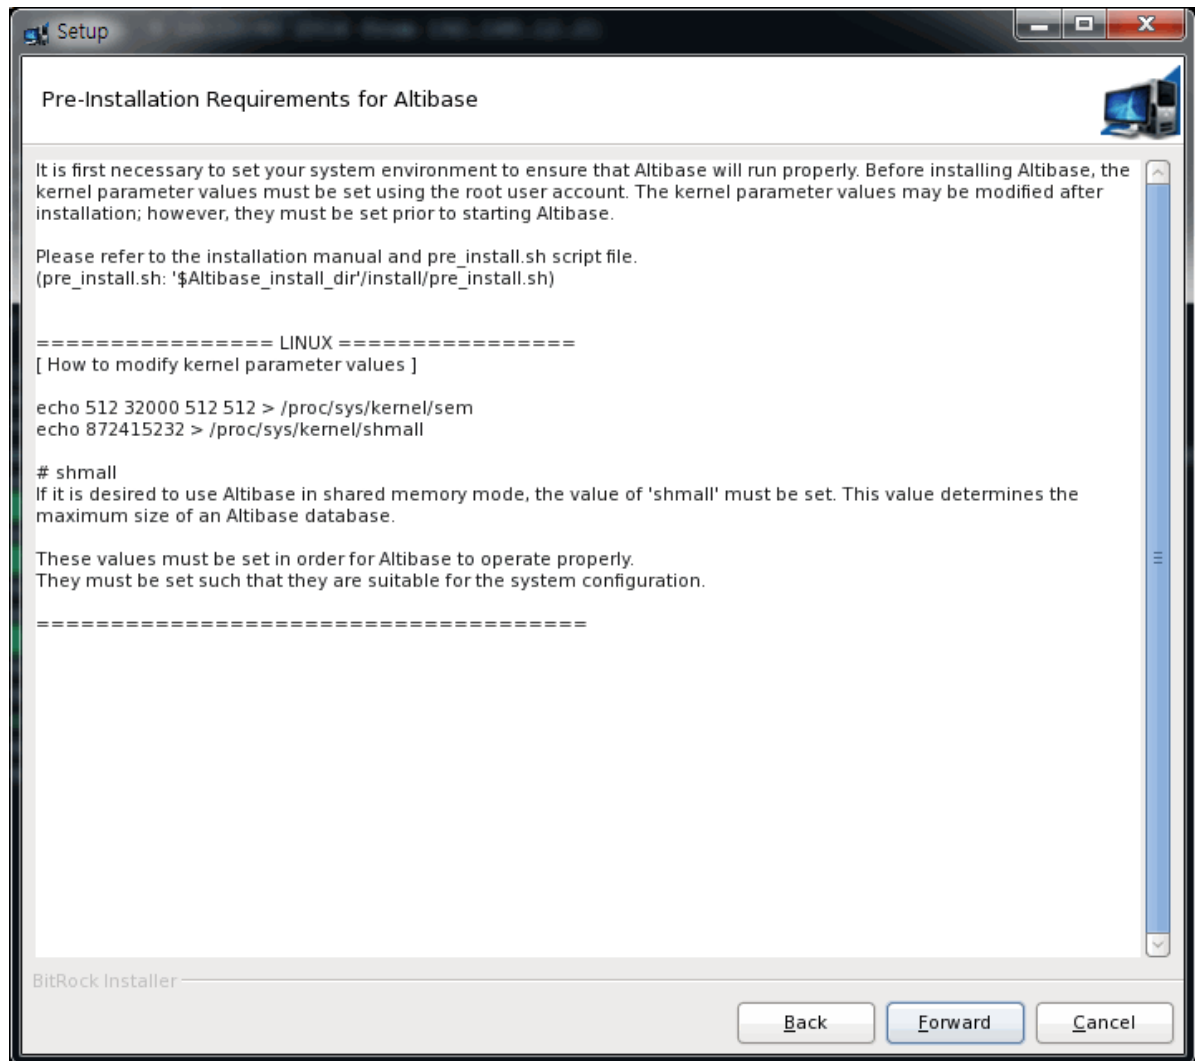 Setup
Pre-Installation Requirements for Altibase
It is first necessary to set your system environment to ensure that Altibase will run properly. Before installing Altibase, the
kernel parameter values must be set using the root user account. The kernel parameter values may be modified after
installation; however, they must be set prior to starting Altibase.
Please refer to the installation manual and pre_install.sh script file.
(pre_install.sh: '$Altibase_install_dir'/install/pre_install.sh)
================ LINUX ================
[ How to modify kernel parameter values ]
echo 512 32000 512 512 > /proc/sys/kernel/sem
echo 872415232 > /proc/sys/kernel/shmall
# shmall
If it is desired to use Altibase in shared memory mode, the value of 'shmall' must be set. This value determines the
maximum size of an Altibase database.
These values must be set in order for Altibase to operate properly.
They must be set such that they are suitable for the system configuration.
=====================================
BitRock Installer
Back
Forward
Cancel